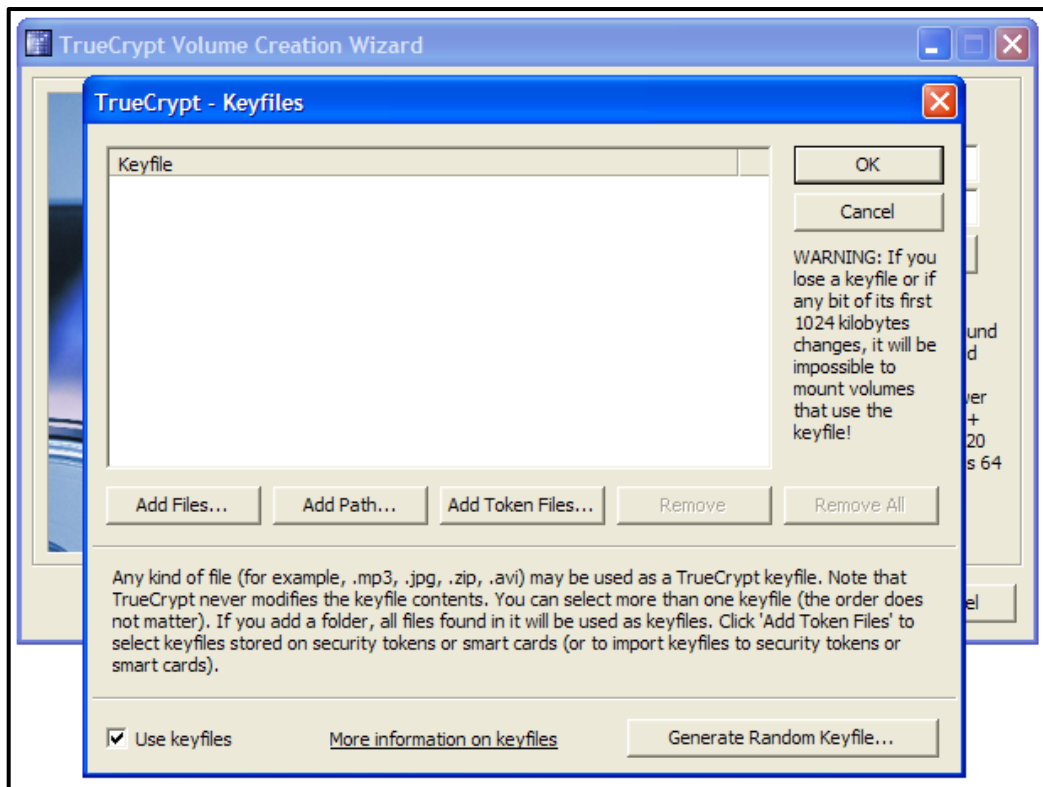 TrueCrypt Volume Creation Wizard
TrueCrypt - Keyfiles
Keyfile
OK
Cancel
WARNING: If you
lose a keyfile or if
any bit of its first
1024 kilobytes
changes, it will be
impossible to
mount volumes
that use the
keyfile!
und
d
ver
+
20
s 64
Add Files...
Add Path...
Add Token Files...
Remove
Remove All
Any kind of file (for example, .mp3, .jpg, .zip, .avi) may be used as a TrueCrypt keyfile. Note that
TrueCrypt never modifies the keyfile contents. You can select more than one keyfile (the order does
not matter). If you add a folder, all files found in it will be used as keyfiles. Click 'Add Token Files' to
select keyfiles stored on security tokens or smart cards (or to import keyfiles to security tokens or
smart cards).
el
Use keyfiles
More information on keyfiles
Generate Random Keyfile...